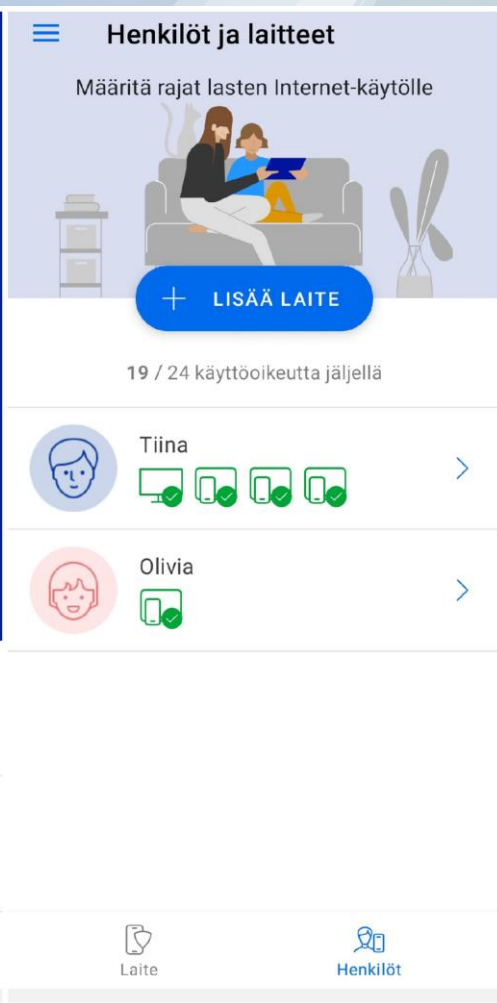 Henkilöt ja laitteet
Määritä rajat lasten Internet-käytölle
LISÄÄ LAITE
19 / 24 käyttöoikeutta jäljellä
Tiina
Olivia
Laite
Henkilöt